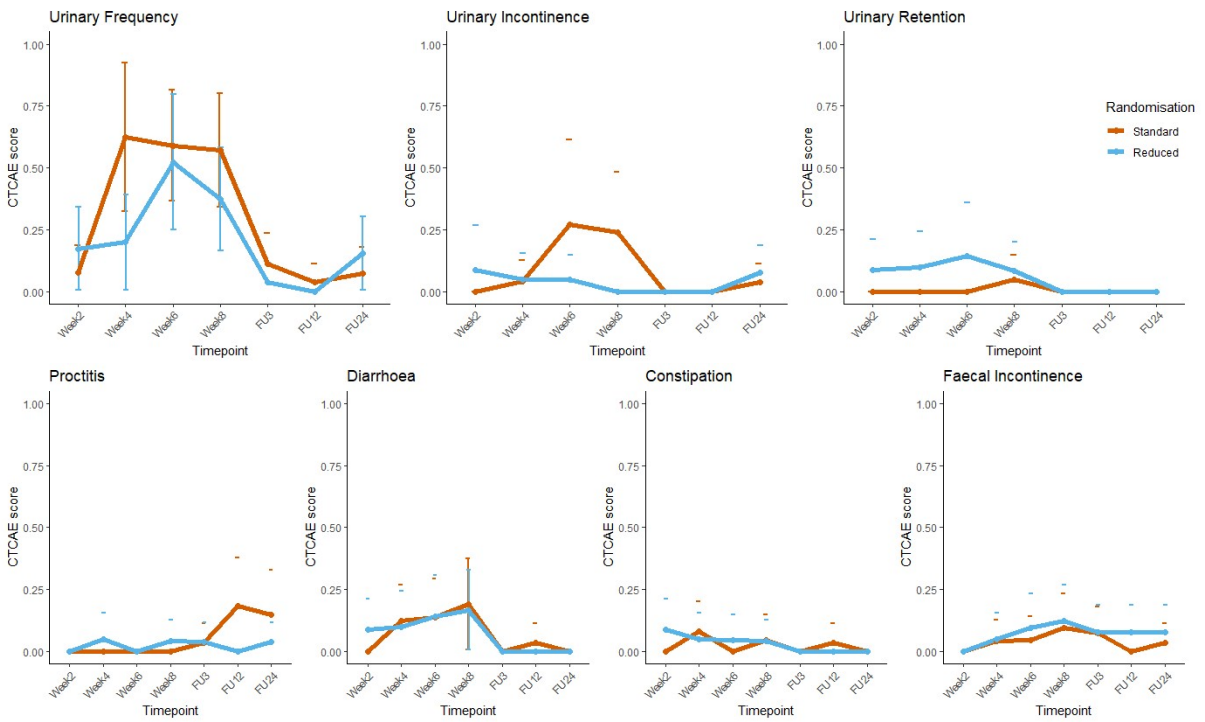 Urinary Frequency
1.00
0.75
0.50
0.25
0.00
CTCAE score
Week2 Week4 Week6 Week8 FU3 FU12 FU24
Timepoint
Urinary Incontinence
1.00
0.75
0.50
0.25
0.00
CTCAE score
Week2 Week4 Week6 Week8 FU3 FU12 FU24
Timepoint
Urinary Retention
1.00
0.75
0.50
0.25
0.00
CTCAE score
Week2 Week4 Week6 Week8 FU3 FU12 FU24
Timepoint
Randomisation
Standard
Reduced
Proctitis
1.00
0.75
0.50
0.25
0.00
CTCAE score
Week2 Week4 Week6 Week8 FU3 FU12 FU24
Timepoint
Diarrhoea
1.00
0.75
0.50
0.25
0.00
CTCAE score
Week2 Week4 Week6 Week8 FU3 FU12 FU24
Timepoint
Constipation
1.00
0.75
0.50
0.25
0.00
CTCAE score
Week2 Week4 Week6 Week8 FU3 FU12 FU24
Timepoint
Faecal Incontinence
1.00
0.75
0.50
0.25
0.00
CTCAE score
Week2 Week4 Week6 Week8 FU3 FU12 FU24
Timepoint